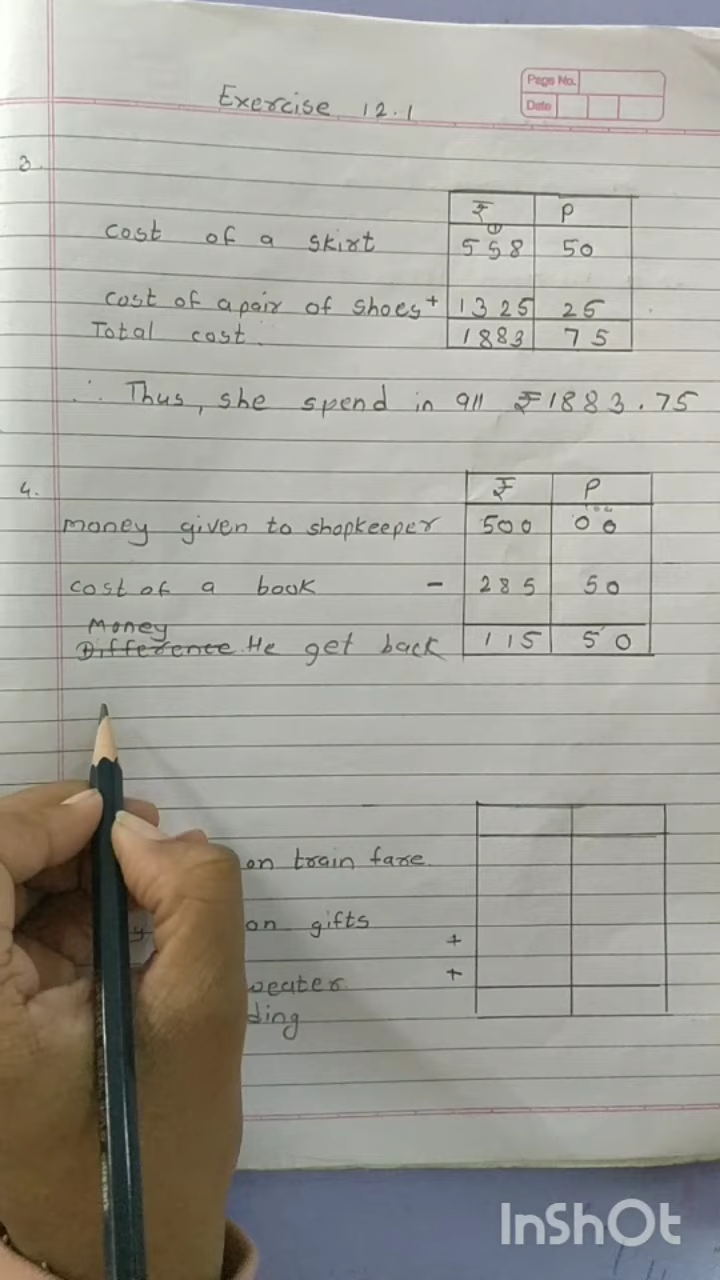 Page No.
Date
Exercise 12.1
3.
₹ P
1
cost of a skirt 558 50
cost of a pair of shoes + 1325 25
Total cost. 1883 75
∴ Thus, she spend in all ₹1883.75
4.
₹ P
money given to shopkeeper 500 00
cost of a book - 285 50
Money
Difference He get back 115 50
on train fare
on gifts
+
weater +
ding
InShOt